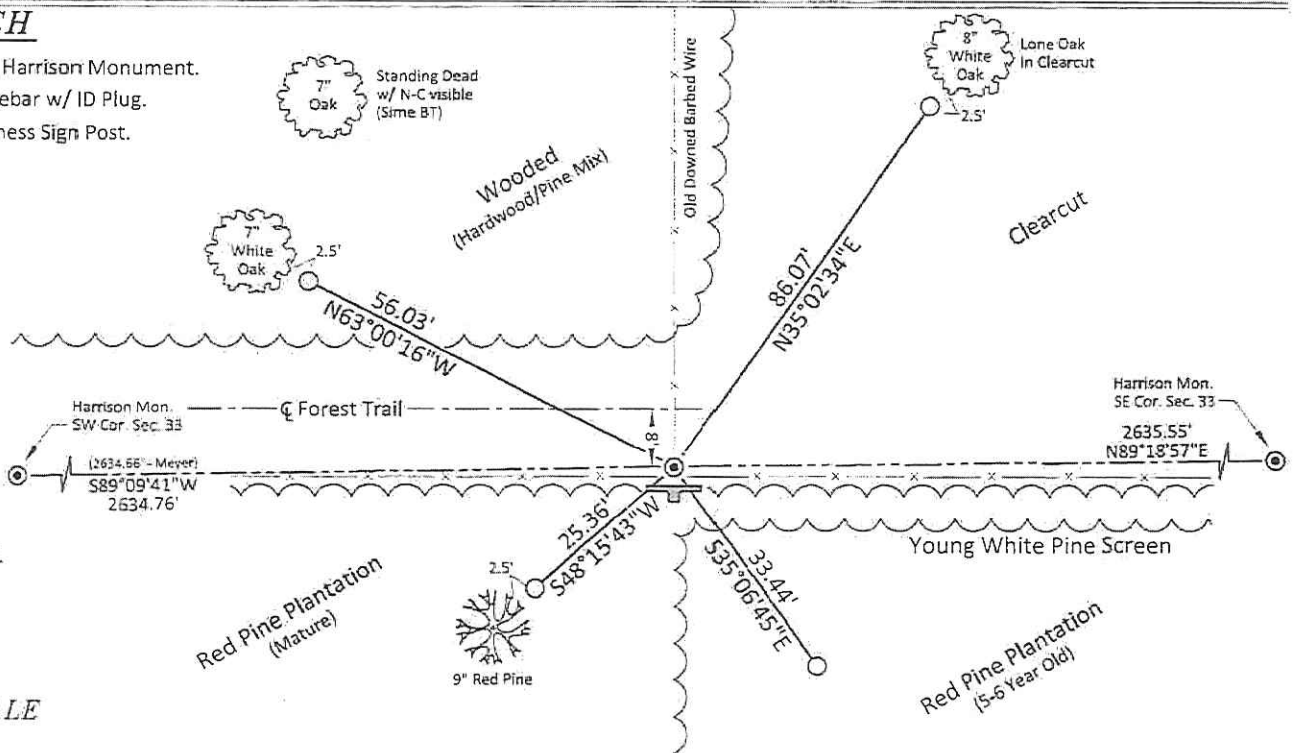 CH
Harrison Monument.
ebar w/ ID Plug.
ness Sign Post.
7"
Oak
Standing Dead
w/ N-C visible
(Sime BT)
Old Downed Barbed Wire
8"
White
Oak
Lone Oak
in Clearcut
2.5'
Wooded
(Hardwood/Pine Mix)
Clearcut
7"
White
Oak
2.5'
56.03'
N63°00'16"W
86.07'
N35°02'34"E
Harrison Mon.
SW Cor. Sec. 33
℄ Forest Trail
8'
Harrison Mon.
SE Cor. Sec. 33
(2634.66' - Meyer)
S89°09'41"W
2634.76'
2635.55'
N89°18'57"E
25.36'
S48°15'43"W
33.44'
S35°06'45"E
Young White Pine Screen
2.5'
Red Pine Plantation
(Mature)
9" Red Pine
Red Pine Plantation
(5-6 Year Old)
LE